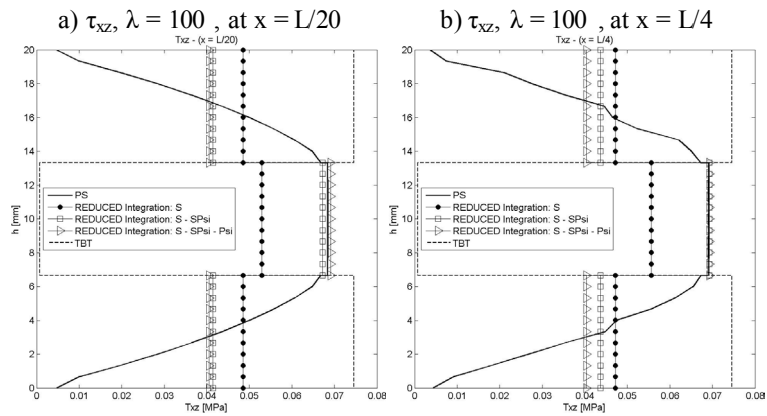 a) τxz, λ = 100 , at x = L/20
Txz - (x = L/20)
20
18
16
14
12
10
8
6
4
2
0
h [mm]
PS
REDUCED Integration: S
REDUCED Integration: S - SPsi
REDUCED Integration: S - SPsi - Psi
TBT
0 0.01 0.02 0.03 0.04 0.05 0.06 0.07 0.08
Txz [MPa]
b) τxz, λ = 100 , at x = L/4
Txz - (x = L/4)
20
18
16
14
12
10
8
6
4
2
0
h [mm]
PS
REDUCED Integration: S
REDUCED Integration: S - SPsi
REDUCED Integration: S - SPsi - Psi
TBT
0 0.01 0.02 0.03 0.04 0.05 0.06 0.07 0.08
Txz [MPa]